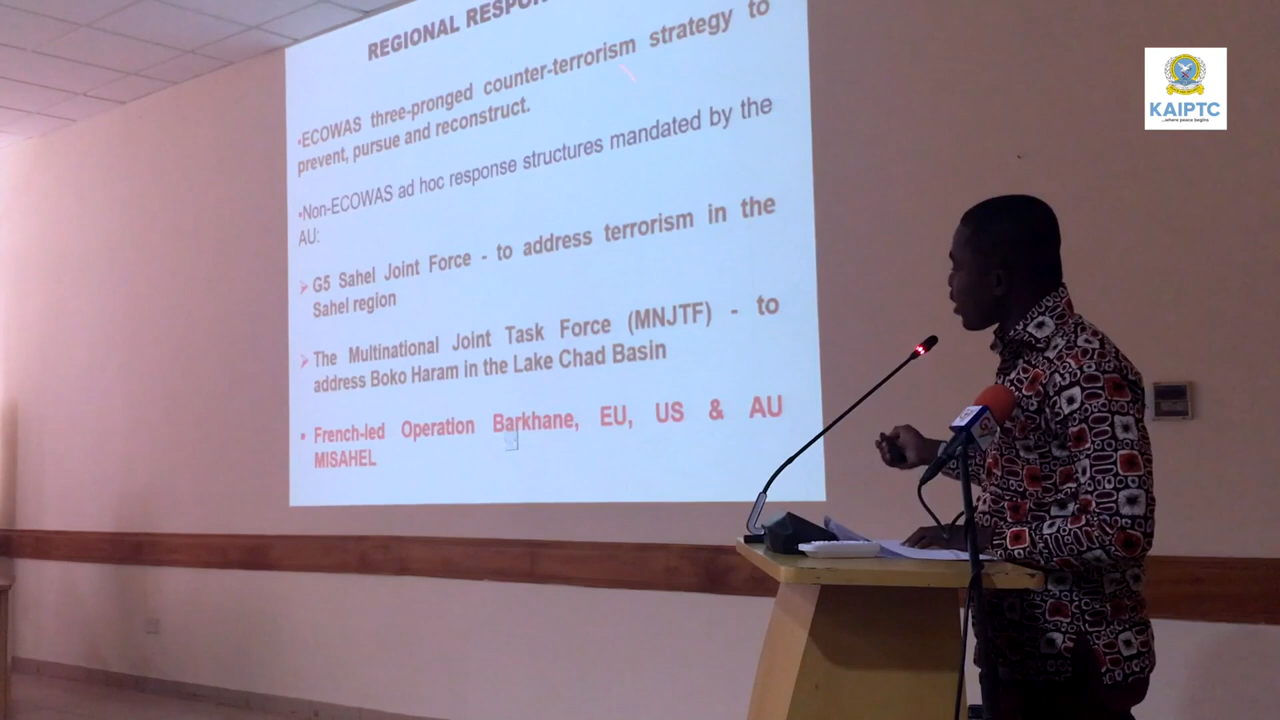 REGIONAL
•ECOWAS three-pronged counter-terrorism strategy to
prevent, pursue and reconstruct.
•Non-ECOWAS ad hoc response structures mandated by the
AU:
➢ G5 Sahel Joint Force - to address terrorism in the
Sahel region
➢ The Multinational Joint Task Force (MNJTF) - to
address Boko Haram in the Lake Chad Basin
▪ French-led Operation Barkhane, EU, US & AU
MISAHEL
KAIPTC
...where peace begins